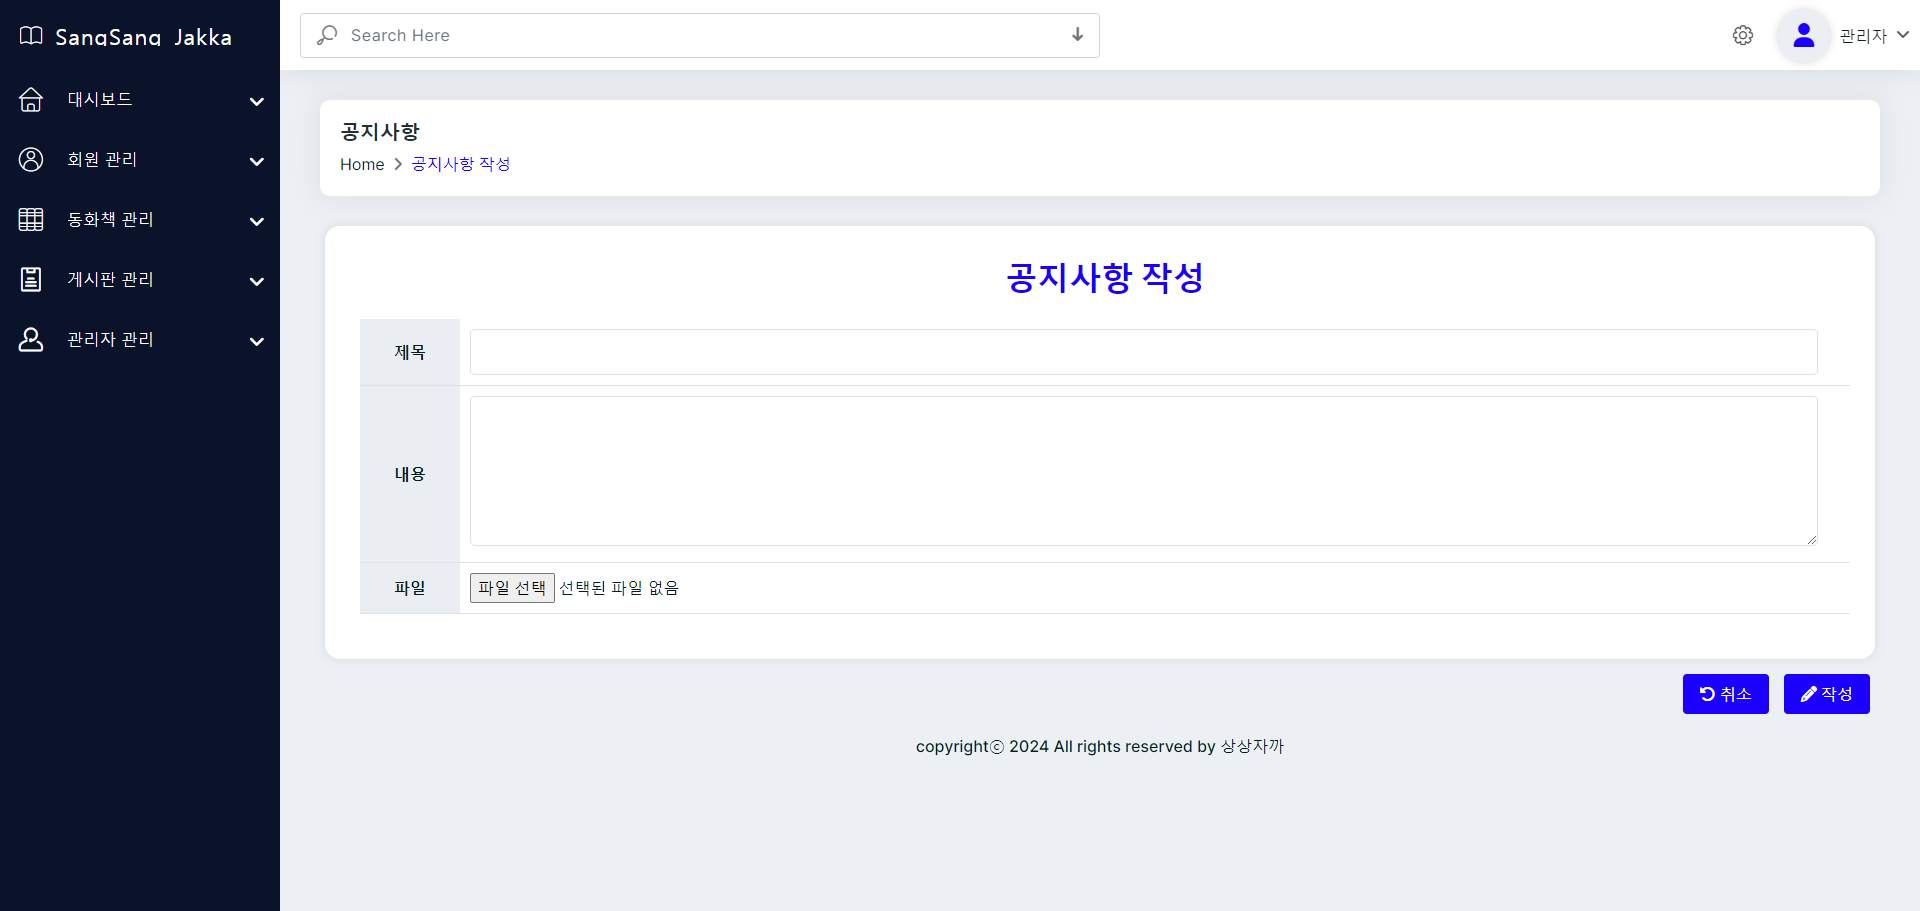 SangSang Jakka
대시보드
회원 관리
동화책 관리
게시판 관리
관리자 관리
Search Here
관리자
공지사항
Home
공지사항 작성
공지사항 작성
제목
내용
파일
파일 선택 선택된 파일 없음
취소
작성
copyrightⓒ 2024 All rights reserved by 상상자까